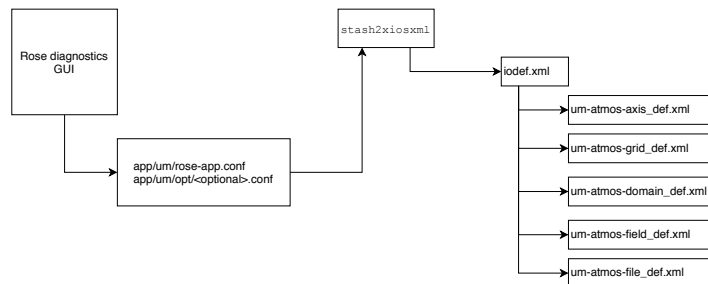 Rose diagnostics
GUI
stash2xiosxml
iodef.xml
app/um/rose-app.conf
app/um/opt/<optional>.conf
um-atmos-axis_def.xml
um-atmos-grid_def.xml
um-atmos-domain_def.xml
um-atmos-field_def.xml
um-atmos-file_def.xml